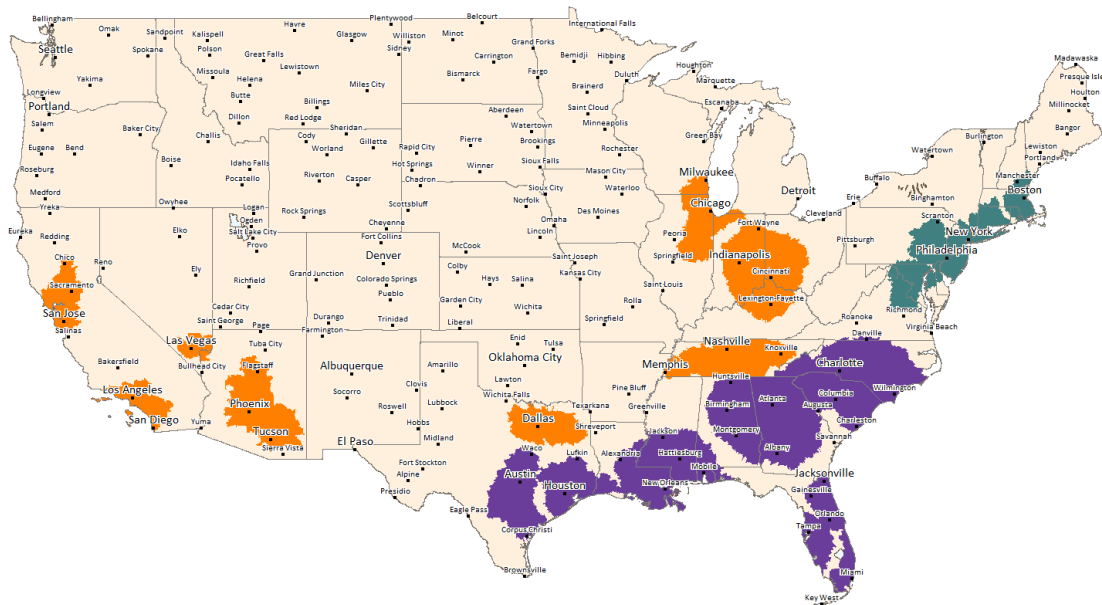 Bellingham
Omak
Sandpoint
Kalispell
Havre
Plentywood
Belcourt
International Falls
Seattle
Spokane
Polson
Great Falls
Glasgow
Williston
Sidney
Minot
Grand Forks
Bemidji
Hibbing
Carrington
Houghton
Madawaska
Yakima
Missoula
Helena
Lewistown
Miles City
Bismarck
Fargo
Brainerd
Duluth
Marquette
Presque Isle
Longview
Butte
Houlton
Portland
Dillon
Billings
Aberdeen
Saint Cloud
Escanaba
Millinocket
Salem
Baker City
Challis
Red Lodge
Sheridan
Watertown
Minneapolis
Green Bay
Burlington
Bangor
Eugene
Bend
Cody
Worland
Gillette
Rapid City
Pierre
Brookings
Rochester
Watertown
Lewiston
Portland
Roseburg
Boise
Idaho Falls
Hot Springs
Winner
Sioux Falls
Mason City
Milwaukee
Buffalo
Manchester
Medford
Pocatello
Riverton
Casper
Chadron
Sioux City
Waterloo
Detroit
Erie
Binghamton
Boston
Yreka
Owyhee
Logan
Rock Springs
Scottsbluff
Norfolk
Chicago
Cleveland
Scranton
Eureka
Redding
Elko
Ogden
Salt Lake City
Provo
Cheyenne
Fort Collins
Omaha
Lincoln
Des Moines
Peoria
Fort Wayne
Pittsburgh
New York
Chico
Reno
Ely
Richfield
Grand Junction
Denver
McCook
Colby
Saint Joseph
Kansas City
Springfield
Indianapolis
Cincinnati
Philadelphia
Sacramento
Colorado Springs
Pueblo
Hays
Salina
Saint Louis
Lexington-Fayette
San Jose
Salinas
Cedar City
Saint George
Page
Durango
Farmington
Trinidad
Garden City
Liberal
Wichita
Rolla
Springfield
Richmond
Roanoke
Virginia Beach
Danville
Las Vegas
Tuba City
Enid
Tulsa
Nashville
Knoxville
Bakersfield
Bullhead City
Flagstaff
Albuquerque
Amarillo
Oklahoma City
Memphis
Huntsville
Charlotte
Los Angeles
Socorro
Clovis
Lawton
Wichita Falls
Pine Bluff
Columbia
Wilmington
Phoenix
Roswell
Lubbock
Texarkana
Greenville
Birmingham
Atlanta
Augusta
San Diego
Yuma
Tucson
Hobbs
Dallas
Shreveport
Charleston
Sierra Vista
El Paso
Midland
Waco
Lufkin
Alexandria
Hattiesburg
Montgomery
Albany
Savannah
Fort Stockton
Alpine
Presidio
Austin
Houston
Mobile
New Orleans
Jacksonville
Gainesville
Eagle Pass
Corpus Christi
Orlando
Tampa
Brownsville
Miami
Key West